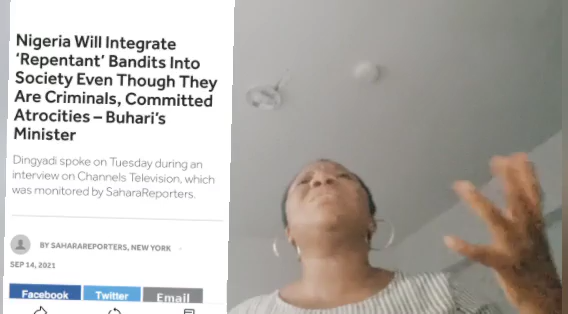 Nigeria Will Integrate
‘Repentant’ Bandits Into
Society Even Though They
Are Criminals, Committed
Atrocities – Buhari’s
Minister
Dingyadi spoke on Tuesday during an
interview on Channels Television, which
was monitored by SaharaReporters.
BY SAHARAREPORTERS, NEW YORK -
SEP 14, 2021
Facebook Twitter Email